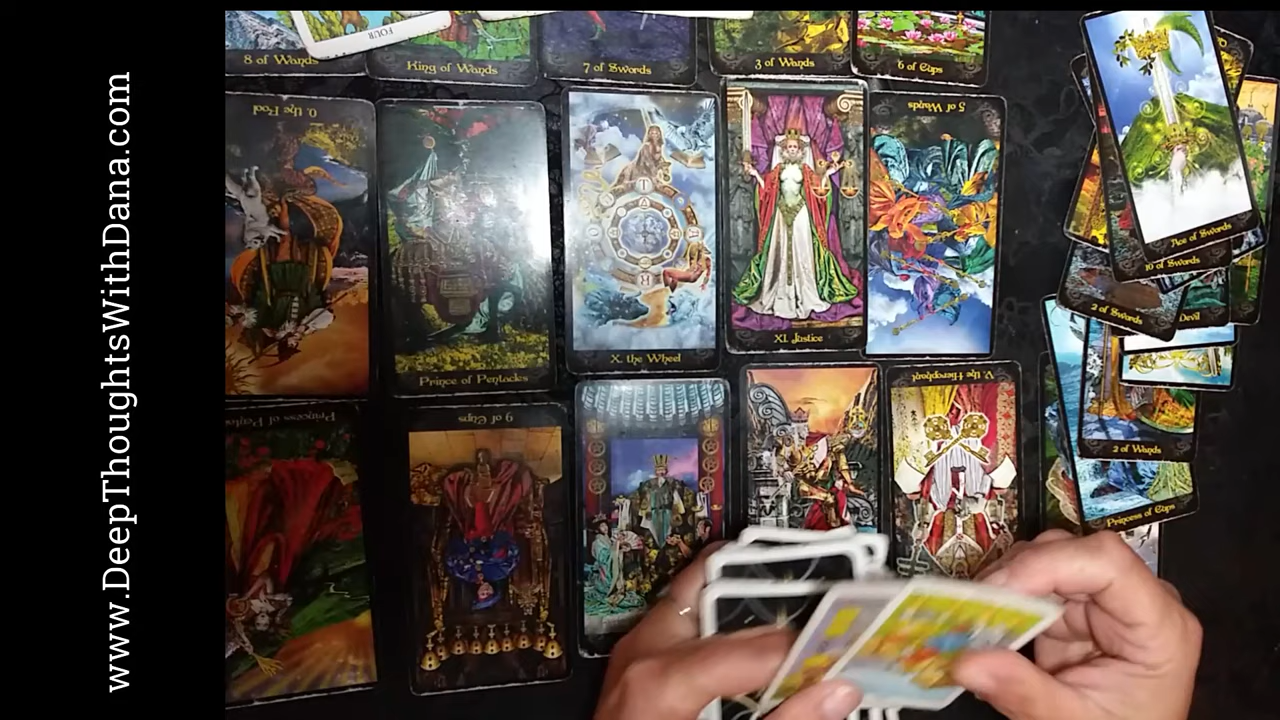 www.DeepThoughtsWithDana.com
FOUR
8 of Wands
King of Wands
7 of Swords
3 of Wands
6 of Cups
Ace of Swords
10 of Swords
2 of Swords
Devil
0. the Fool
Prince of Pentacles
X. the Wheel
XI. Justice
5 of Wands
2 of Wands
Princess of Cups
Princess of
9 of Cups
V. the Hierophant